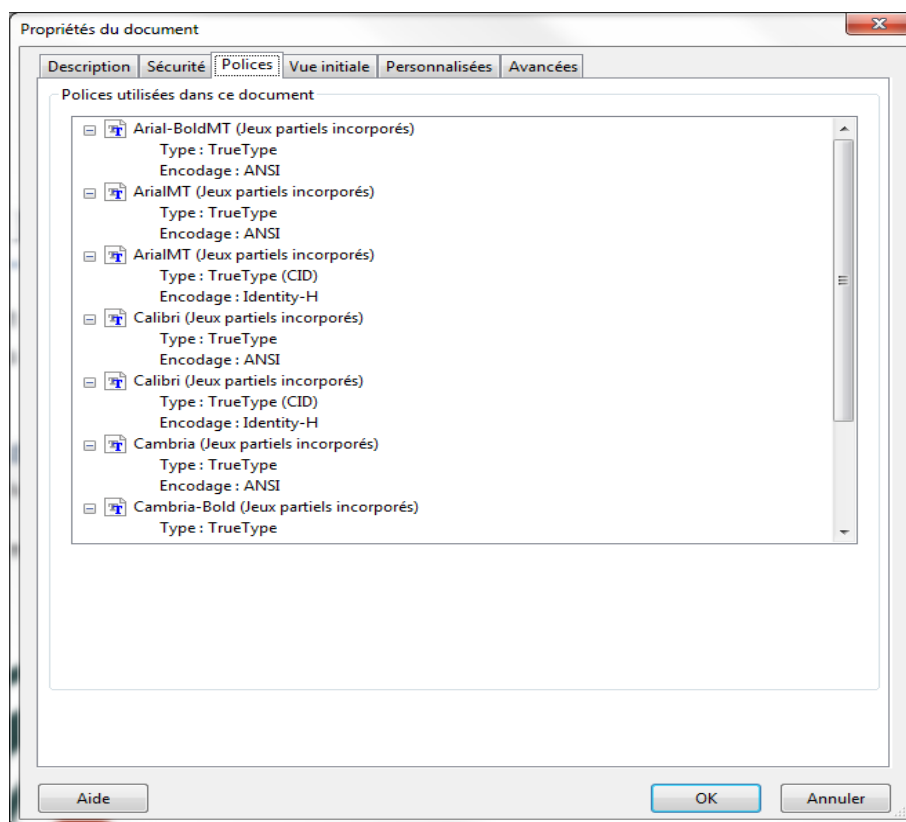 Propriétés du document
Description Sécurité Polices Vue initiale Personnalisées Avancées
Polices utilisées dans ce document
Arial-BoldMT (Jeux partiels incorporés)
Type : TrueType
Encodage : ANSI
ArialMT (Jeux partiels incorporés)
Type : TrueType
Encodage : ANSI
ArialMT (Jeux partiels incorporés)
Type : TrueType (CID)
Encodage : Identity-H
Calibri (Jeux partiels incorporés)
Type : TrueType
Encodage : ANSI
Calibri (Jeux partiels incorporés)
Type : TrueType (CID)
Encodage : Identity-H
Cambria (Jeux partiels incorporés)
Type : TrueType
Encodage : ANSI
Cambria-Bold (Jeux partiels incorporés)
Type : TrueType
Aide OK Annuler